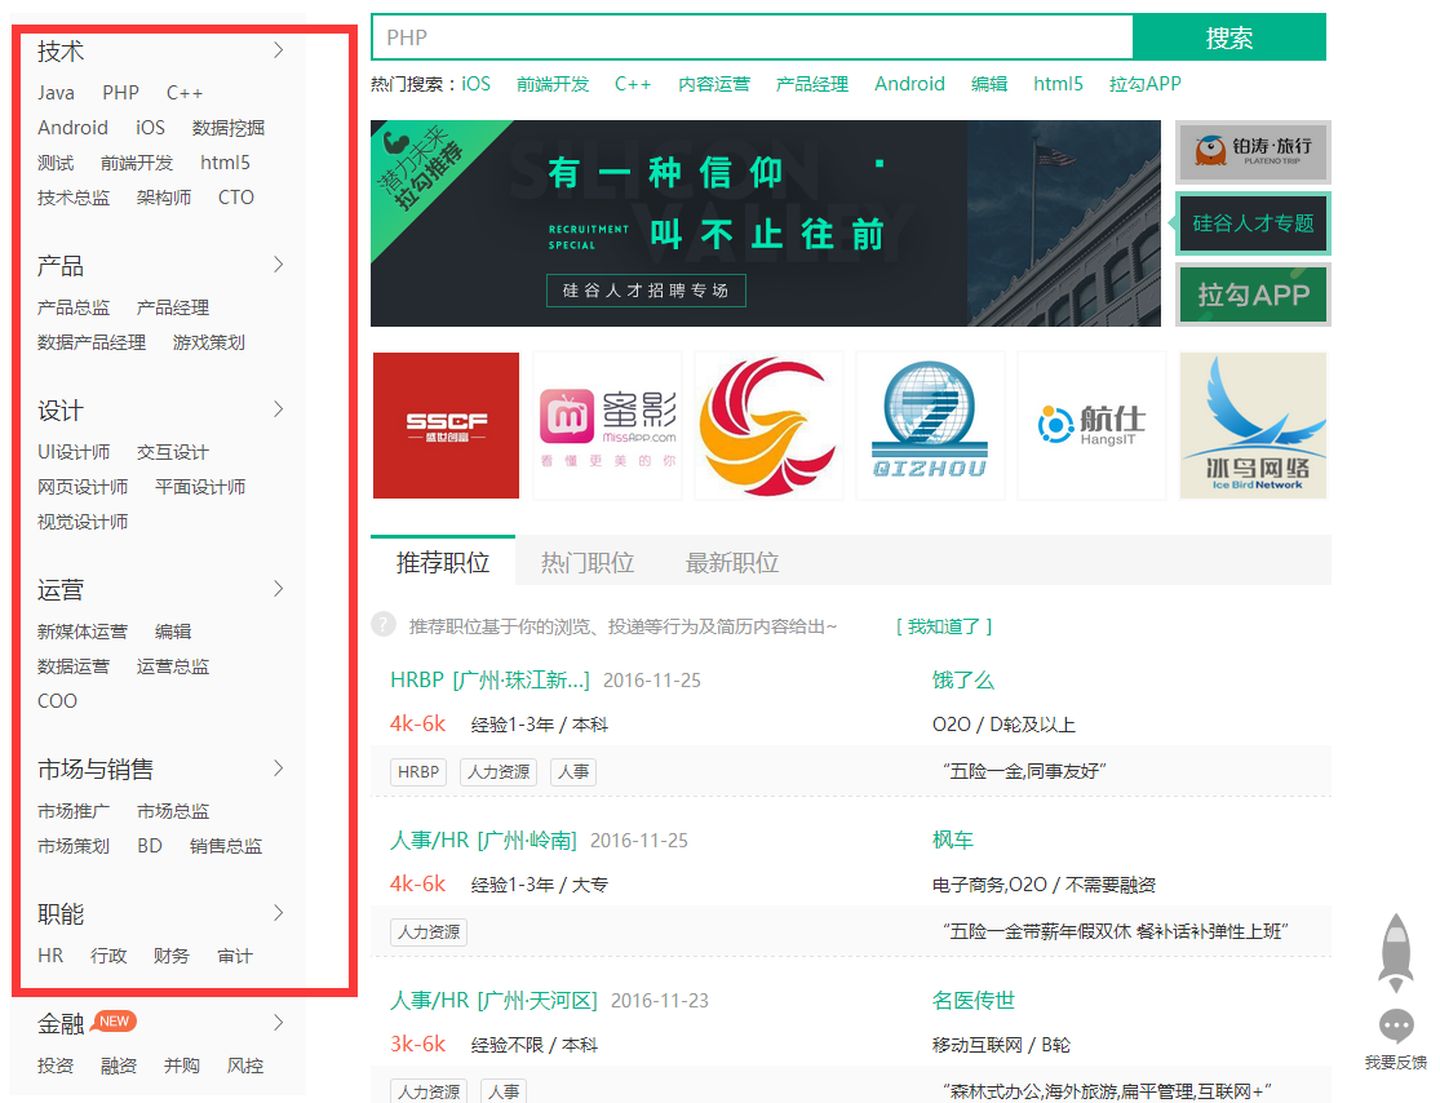 技术
Java PHP C++
Android iOS 数据挖掘
测试 前端开发 html5
技术总监 架构师 CTO
产品
产品总监 产品经理
数据产品经理 游戏策划
设计
UI设计师 交互设计
网页设计师 平面设计师
视觉设计师
运营
新媒体运营 编辑
数据运营 运营总监
COO
市场与销售
市场推广 市场总监
市场策划 BD 销售总监
职能
HR 行政 财务 审计
金融 NEW
投资 融资 并购 风控
PHP 搜索
热门搜索：iOS 前端开发 C++ 内容运营 产品经理 Android 编辑 html5 拉勾APP
潜力未来
拉勾推荐
SILICON
VALLEY
有一种信仰
RECRUITMENT
SPECIAL
叫不止往前
硅谷人才招聘专场
铂涛·旅行
PLATENO TRIP
硅谷人才专题
拉勾APP
SSCF
盛世创富
m
蜜影
MISSAPP.COM
看懂更美的你
QIZHOU
航仕
HangsIT
冰鸟网络
Ice Bird Network
推荐职位 热门职位 最新职位
? 推荐职位基于你的浏览、投递等行为及简历内容给出~ [ 我知道了 ]
HRBP [广州·珠江新...] 2016-11-25 饿了么
4k-6k 经验1-3年 / 本科 O2O / D轮及以上
HRBP 人力资源 人事 “五险一金,同事友好”
人事/HR [广州·岭南] 2016-11-25 枫车
4k-6k 经验1-3年 / 大专 电子商务,O2O / 不需要融资
人力资源 “五险一金带薪年假双休 餐补话补弹性上班”
人事/HR [广州·天河区] 2016-11-23 名医传世
3k-6k 经验不限 / 本科 移动互联网 / B轮
人力资源 人事 “森林式办公,海外旅游,扁平管理,互联网+”
我要反馈